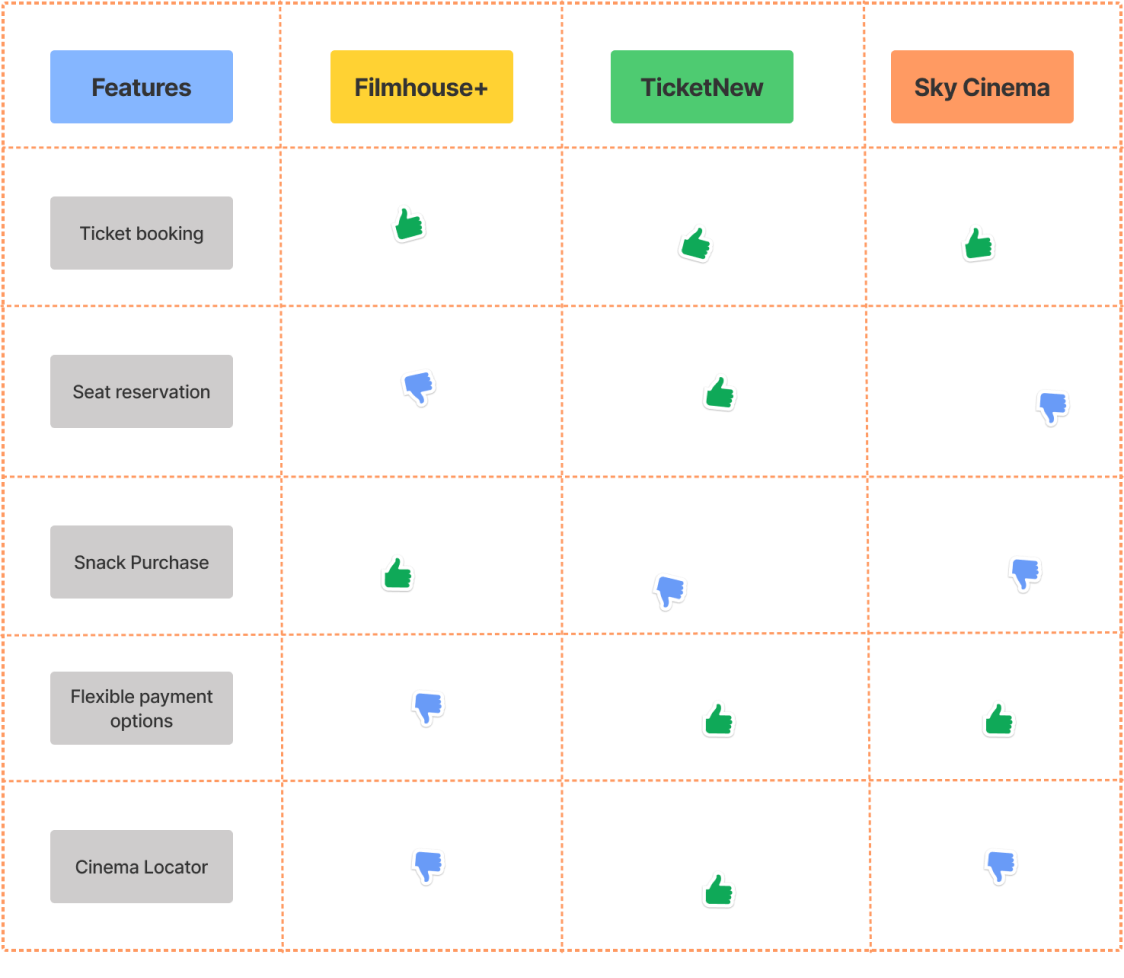 Features
Filmhouse+
TicketNew
Sky Cinema
Ticket booking
Seat reservation
Snack Purchase
Flexible payment
options
Cinema Locator